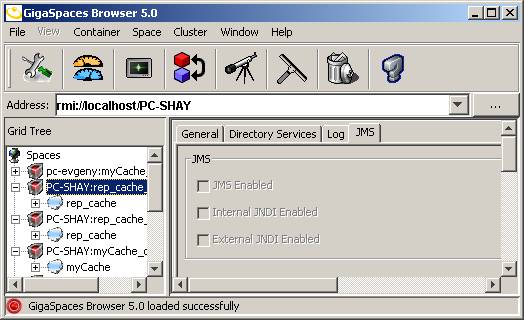 GigaSpaces Browser 5.0
File View Container Space Cluster Window Help
Address: rmi://localhost/PC-SHAY ...
Grid Tree
Spaces
pc-evgeny:myCache_
PC-SHAY:rep_cache_
rep_cache
PC-SHAY:rep_cache_
rep_cache
PC-SHAY:myCache_c
myCache
General Directory Services Log JMS
JMS
JMS Enabled
Internal JNDI Enabled
External JNDI Enabled
GigaSpaces Browser 5.0 loaded successfully